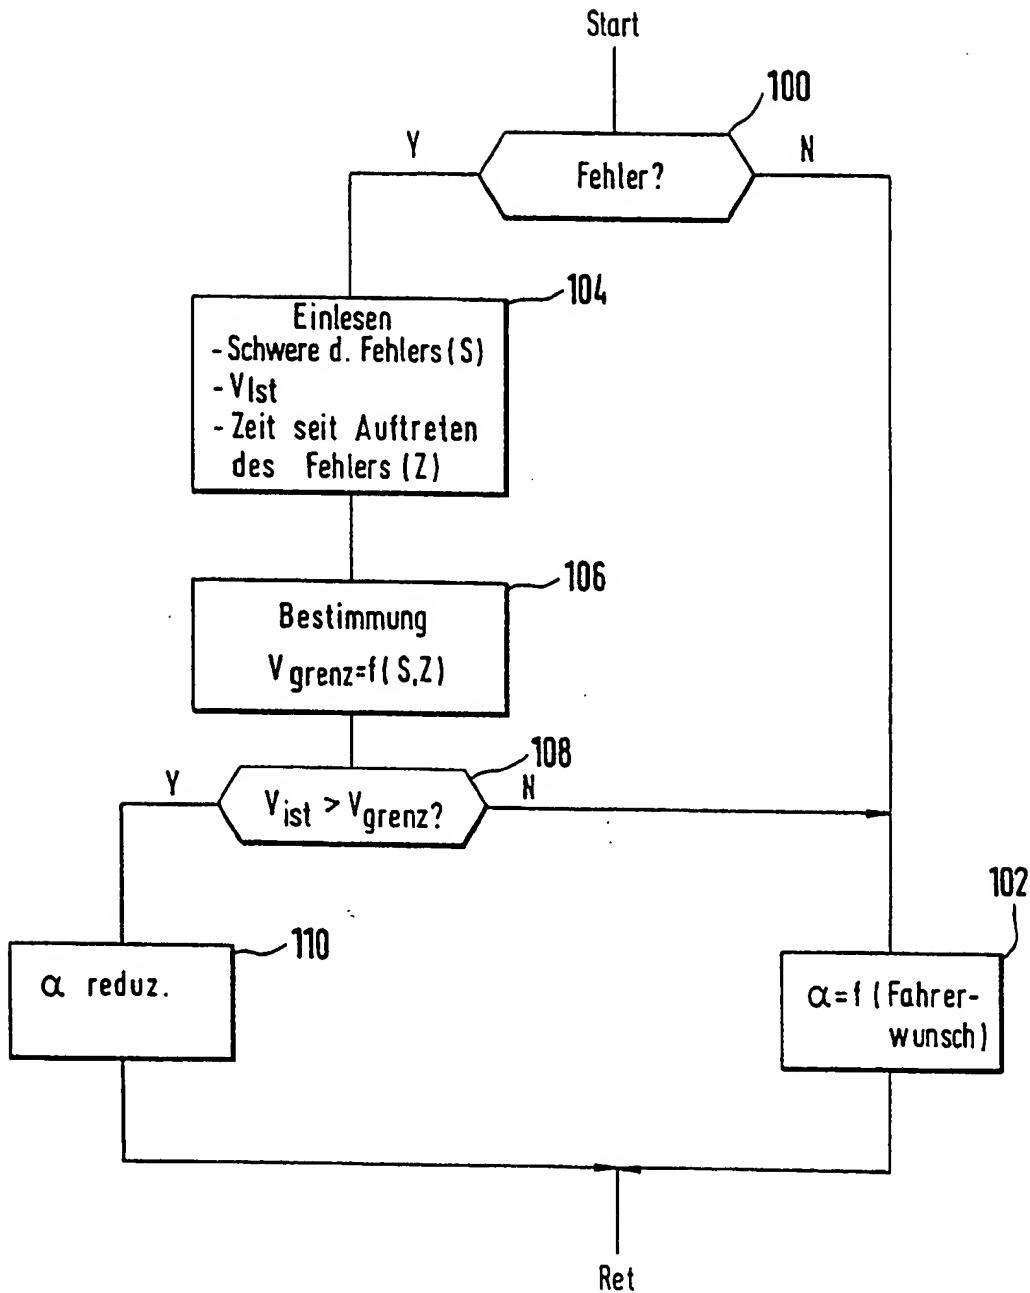 Start
100
Y
N
Fehler?
104
Einlesen
- Schwere d. Fehlers (S)
- VIst
- Zeit seit Auftreten
des Fehlers (Z)
106
Bestimmung
Vgrenz=f(S,Z)
108
Y
N
Vist > Vgrenz?
102
110
α reduz.
α=f (Fahrer-
wunsch)
Ret